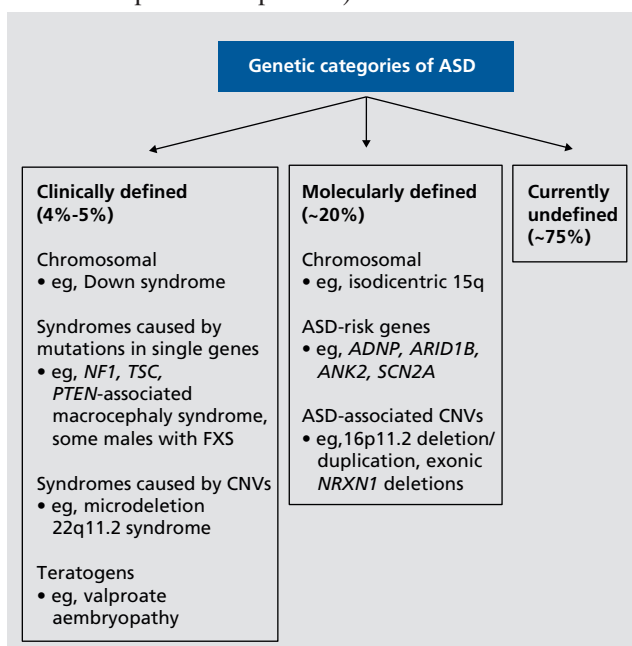 Genetic categories of ASD
Clinically defined
(4%-5%)
Chromosomal
• eg, Down syndrome
Syndromes caused by
mutations in single genes
• eg, NF1, TSC,
PTEN-associated
macrocephaly syndrome,
some males with FXS
Syndromes caused by CNVs
• eg, microdeletion
22q11.2 syndrome
Teratogens
• eg, valproate
aembryopathy
Molecularly defined
(~20%)
Chromosomal
• eg, isodicentric 15q
ASD-risk genes
• eg, ADNP, ARID1B,
ANK2, SCN2A
ASD-associated CNVs
• eg,16p11.2 deletion/
duplication, exonic
NRXN1 deletions
Currently
undefined
(~75%)